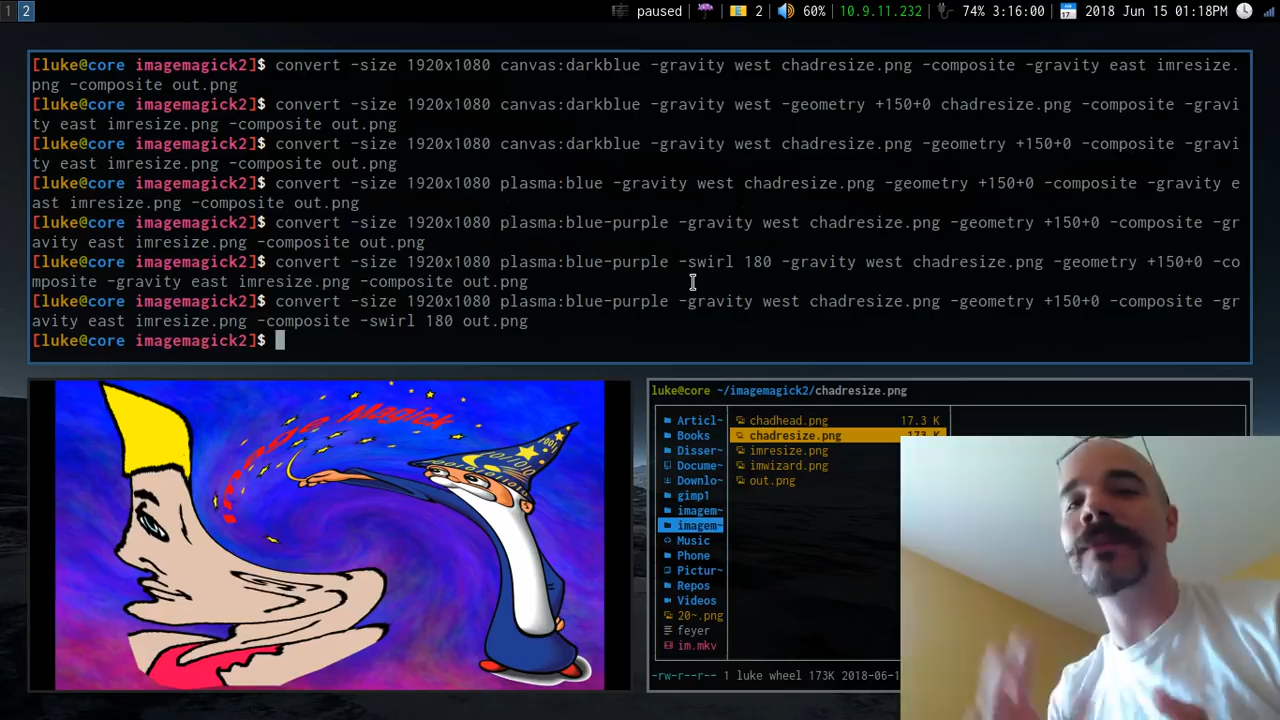 1 2 paused 2 60% 10.9.11.232 74% 3:16:00 17 2018 Jun 15 01:18PM
[luke@core imagemagick2]$ convert -size 1920x1080 canvas:darkblue -gravity west chadresize.png -composite -gravity east imresize.
png -composite out.png
[luke@core imagemagick2]$ convert -size 1920x1080 canvas:darkblue -gravity west -geometry +150+0 chadresize.png -composite -gravi
ty east imresize.png -composite out.png
[luke@core imagemagick2]$ convert -size 1920x1080 canvas:darkblue -gravity west chadresize.png -geometry +150+0 -composite -gravi
ty east imresize.png -composite out.png
[luke@core imagemagick2]$ convert -size 1920x1080 plasma:blue -gravity west chadresize.png -geometry +150+0 -composite -gravity e
ast imresize.png -composite out.png
[luke@core imagemagick2]$ convert -size 1920x1080 plasma:blue-purple -gravity west chadresize.png -geometry +150+0 -composite -gr
avity east imresize.png -composite out.png
[luke@core imagemagick2]$ convert -size 1920x1080 plasma:blue-purple -swirl 180 -gravity west chadresize.png -geometry +150+0 -co
mposite -gravity east imresize.png -composite out.png
[luke@core imagemagick2]$ convert -size 1920x1080 plasma:blue-purple -gravity west chadresize.png -geometry +150+0 -composite -gr
avity east imresize.png -composite -swirl 180 out.png
[luke@core imagemagick2]$
Image Magick
luke@core ~/imagemagick2/chadresize.png
Articl~ chadhead.png 17.3 K
Books chadresize.png 173 K
Disser~ imresize.png
Docume~ imwizard.png
Downlo~ out.png
gimp1
imagem~
imagem~
Music
Phone
Pictur~
Repos
Videos
20~.png
feyer
im.mkv
-rw-r--r-- 1 luke wheel 173K 2018-06-1